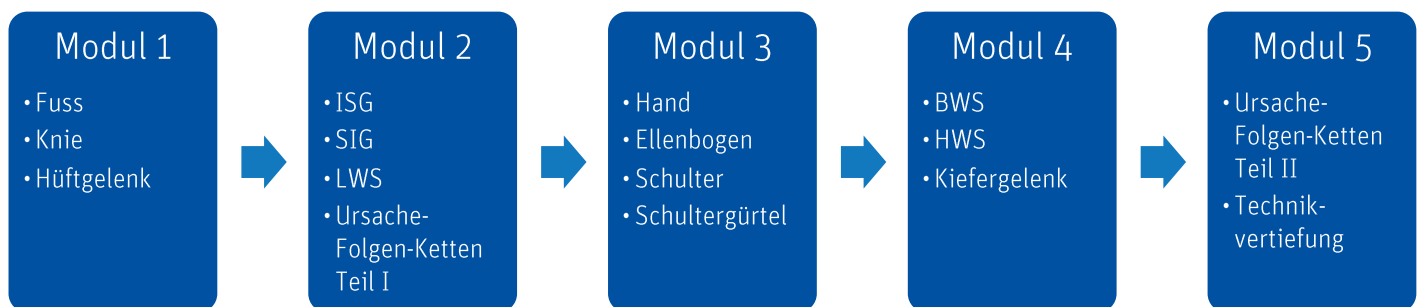 Modul 1
• Fuss
• Knie
• Hüftgelenk
Modul 2
• ISG
• SIG
• LWS
• Ursache-
Folgen-Ketten
Teil I
Modul 3
• Hand
• Ellenbogen
• Schulter
• Schultergürtel
Modul 4
• BWS
• HWS
• Kiefergelenk
Modul 5
• Ursache-
Folgen-Ketten
Teil II
• Technik-
vertiefung